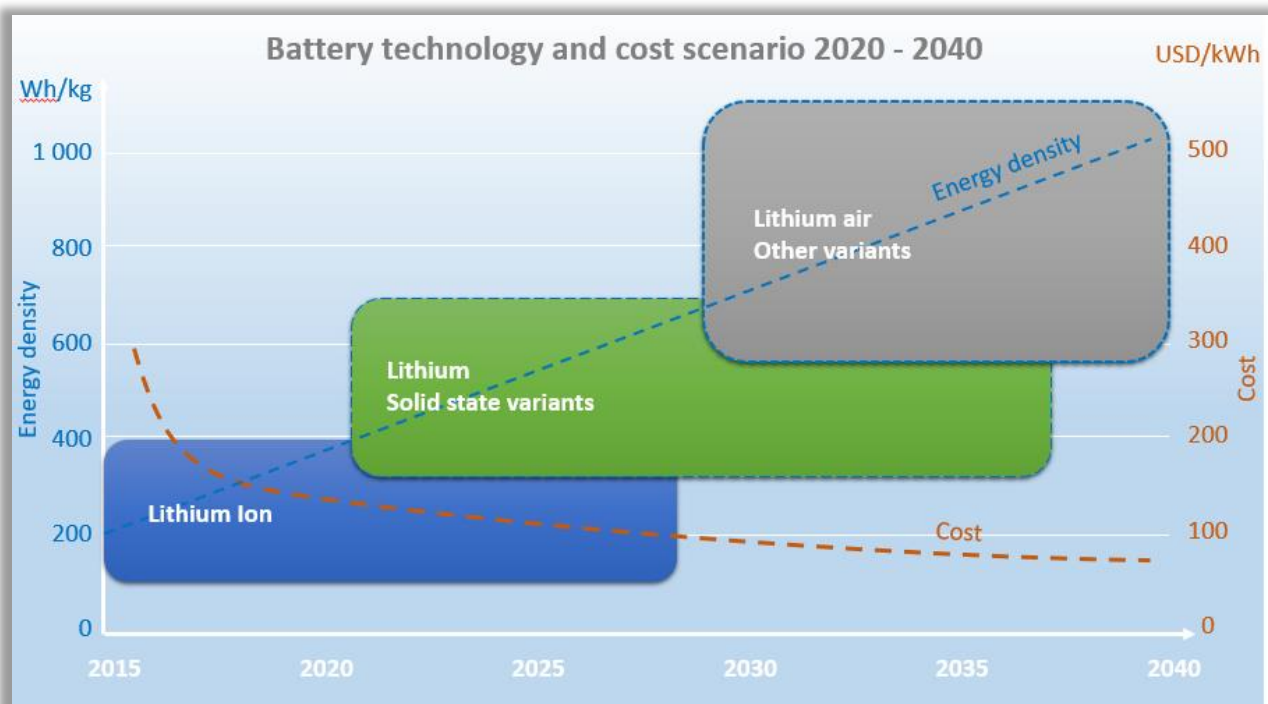 Battery technology and cost scenario 2020 - 2040
USD/kWh
Wh/kg
1 000
800
600
400
200
0
Energy density
500
400
300
200
100
0
Cost
Energy density
Lithium air
Other variants
Lithium
Solid state variants
Lithium Ion
Cost
2015 2020 2025 2030 2035 2040